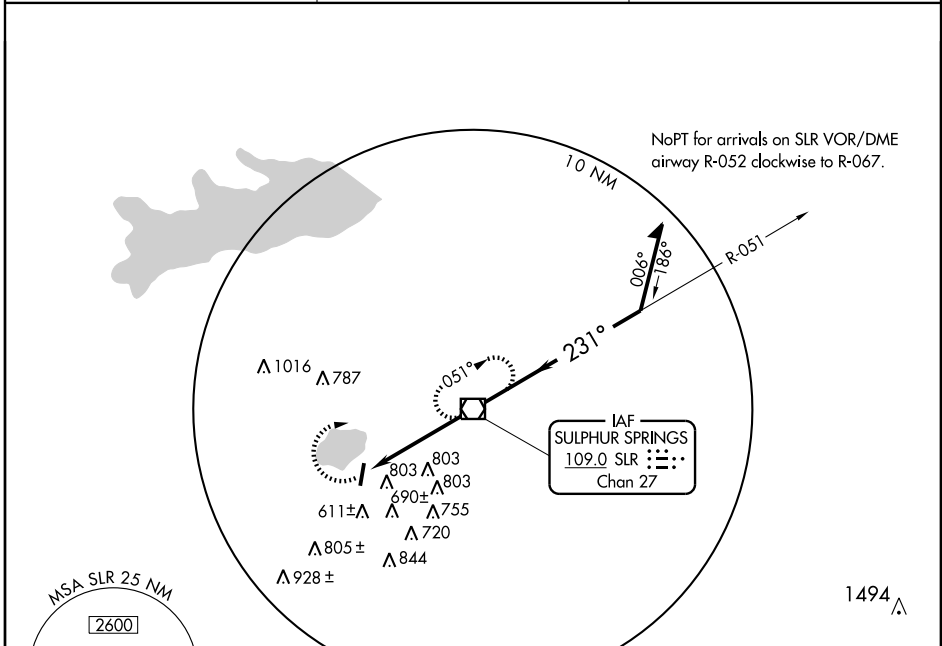 NoPT for arrivals on SLR VOR/DME
airway R-052 clockwise to R-067.
10 NM
R-051
006°
186°
231°
051°
1016
787
IAF
SULPHUR SPRINGS
109.0 SLR
Chan 27
803
803
803
690±
611±
755
720
805±
844
928±
MSA SLR 25 NM
2600
1494